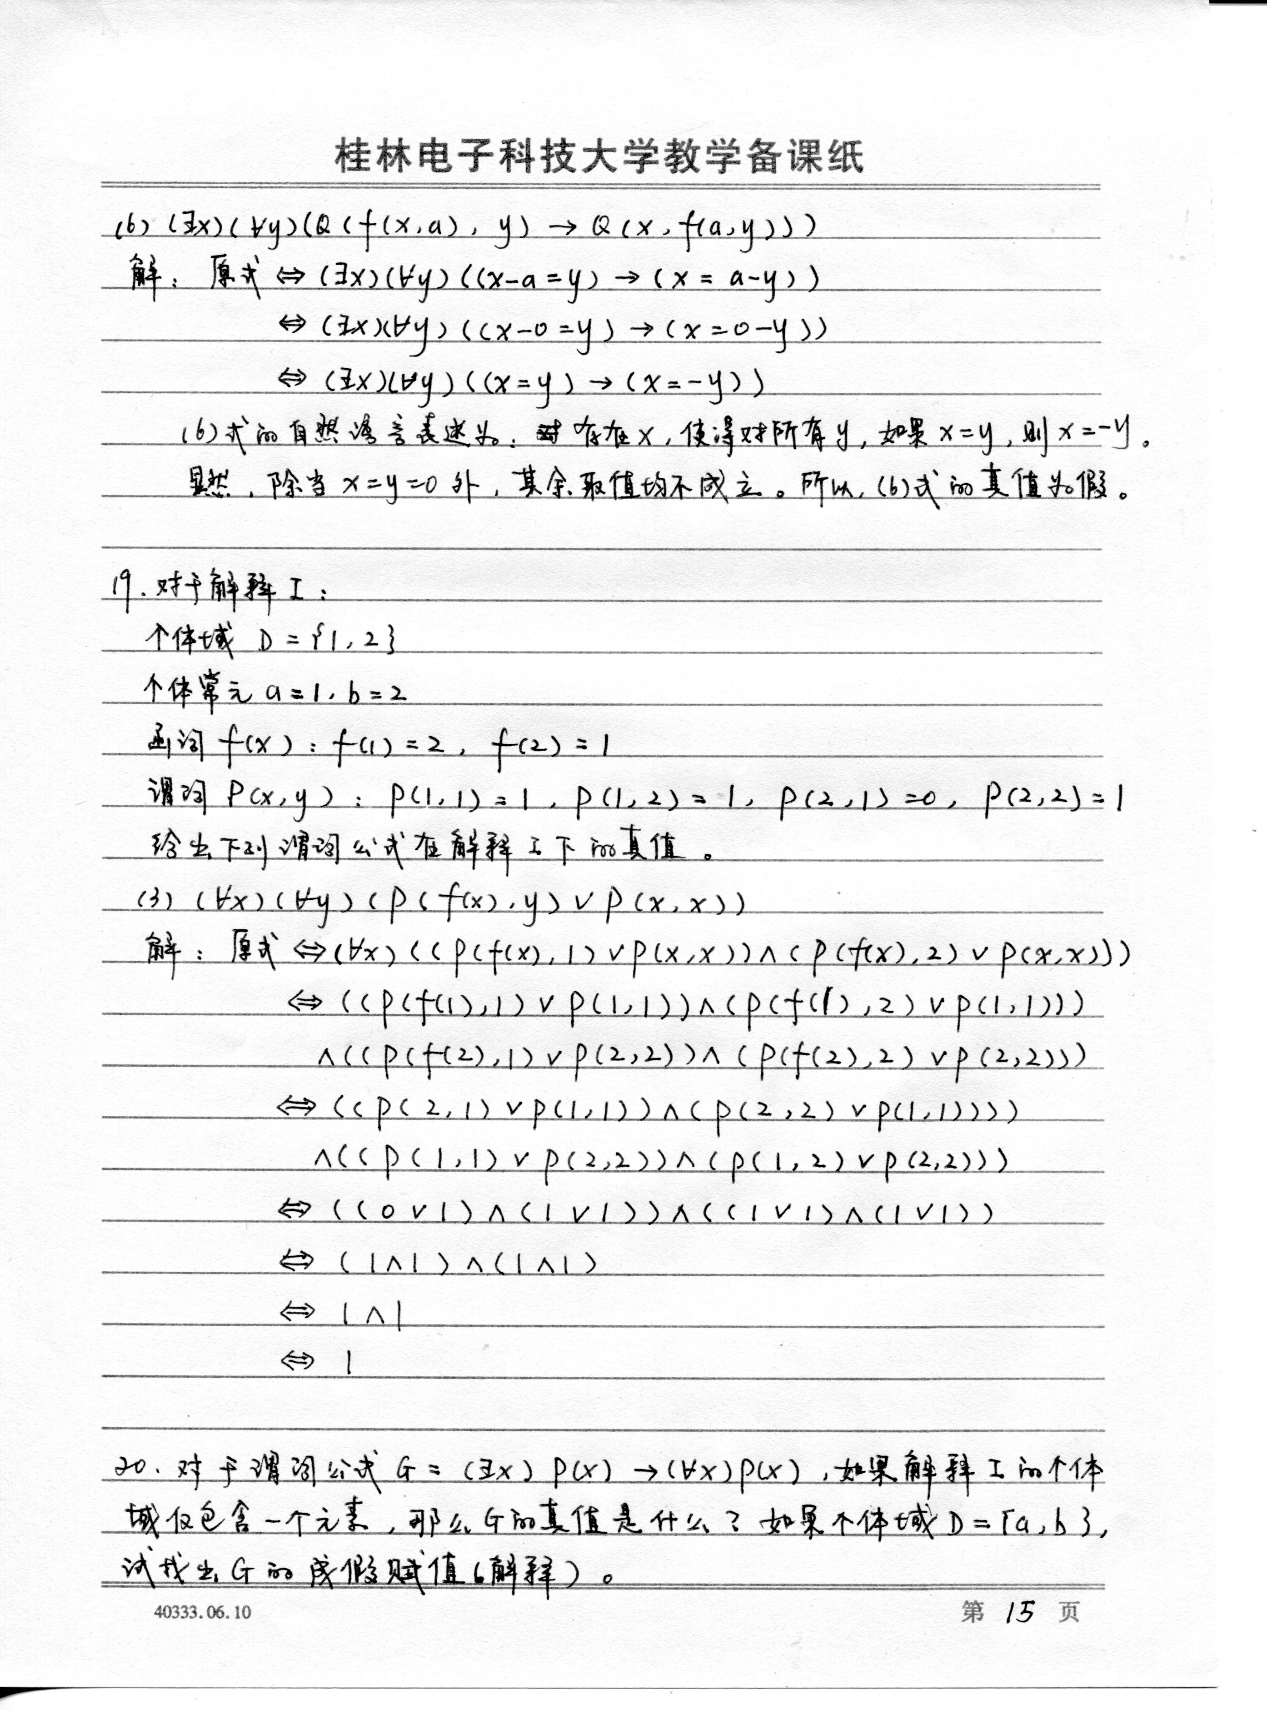 桂林电子科技大学教学备课纸
(6) (∃x)(∀y)(Q(f(x,a), y) → Q(x, f(a,y)))
解: 原式 ⇔ (∃x)(∀y)((x-a=y) → (x = a-y))
⇔ (∃x)(∀y)((x-0=y) → (x=0-y))
⇔ (∃x)(∀y)((x=y) → (x=-y))
(6)式的自然语言表述为: 存在x, 使得对所有y, 如果x=y, 则x=-y。
显然, 除当x=y=0外, 其余取值均不成立。所以, (6)式的真值为假。
19. 对于解释I:
个体域 D = {1, 2}
个体常元 a=1, b=2
函词 f(x): f(1)=2, f(2)=1
谓词 P(x,y): P(1,1)=1, P(1,2)=1, P(2,1)=0, P(2,2)=1
给出下列谓词公式在解释I下的真值。
(3) (∀x)(∀y)(P(f(x),y)∨P(x,x))
解: 原式 ⇔(∀x)((P(f(x),1)∨P(x,x))∧(P(f(x),2)∨P(x,x)))
⇔ ((P(f(1),1)∨P(1,1))∧(P(f(1),2)∨P(1,1)))
∧((P(f(2),1)∨P(2,2))∧(P(f(2),2)∨P(2,2)))
⇔ ((P(2,1)∨P(1,1))∧(P(2,2)∨P(1,1))))
∧((P(1,1)∨P(2,2))∧(P(1,2)∨P(2,2)))
⇔ ((0∨1)∧(1∨1))∧((1∨1)∧(1∨1))
⇔ (1∧1)∧(1∧1)
⇔ 1∧1
⇔ 1
20. 对于谓词公式 G = (∃x) P(x) → (∀x)P(x), 如果解释I的个体
域仅包含一个元素, 那么G的真值是什么? 如果个体域D={a,b},
试找出G的成假赋值(解释)。
40333.06.10
第 15 页